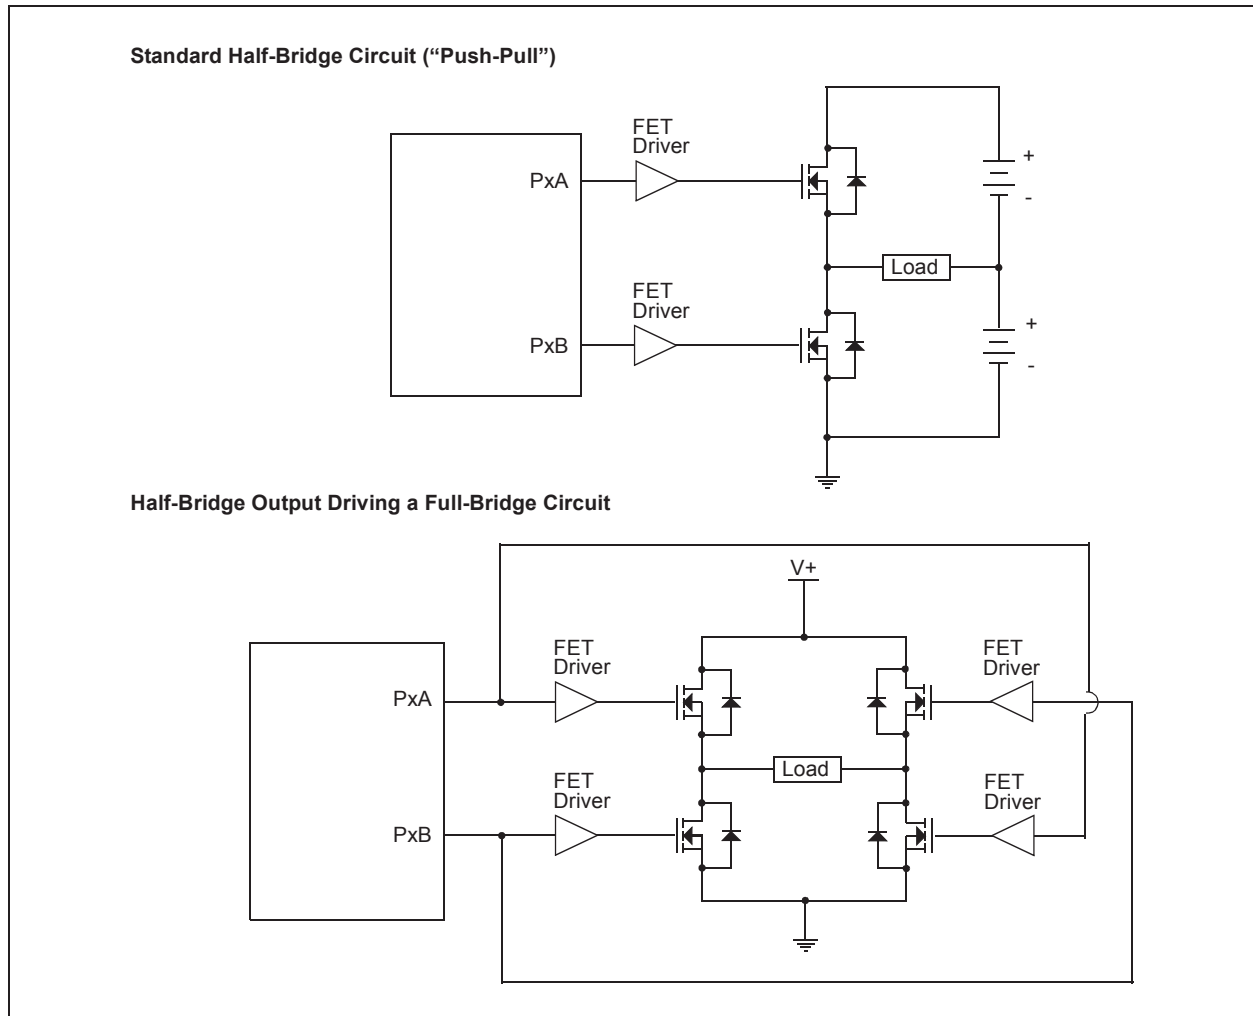 Standard Half-Bridge Circuit (“Push-Pull”)
FET
Driver
PxA
+
-
Load
FET
Driver
PxB
+
-
Half-Bridge Output Driving a Full-Bridge Circuit
V+
FET
Driver
FET
Driver
PxA
Load
FET
Driver
FET
Driver
PxB